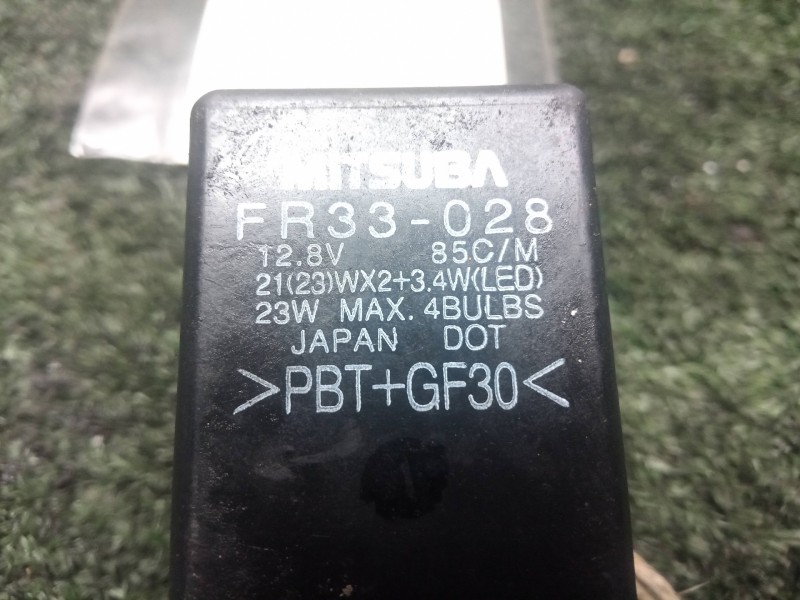 MITSUBA
FR33-028
12.8V 85C/M
21(23)WX2+3.4W(LED)
23W MAX. 4BULBS
JAPAN DOT
>PBT+GF30<